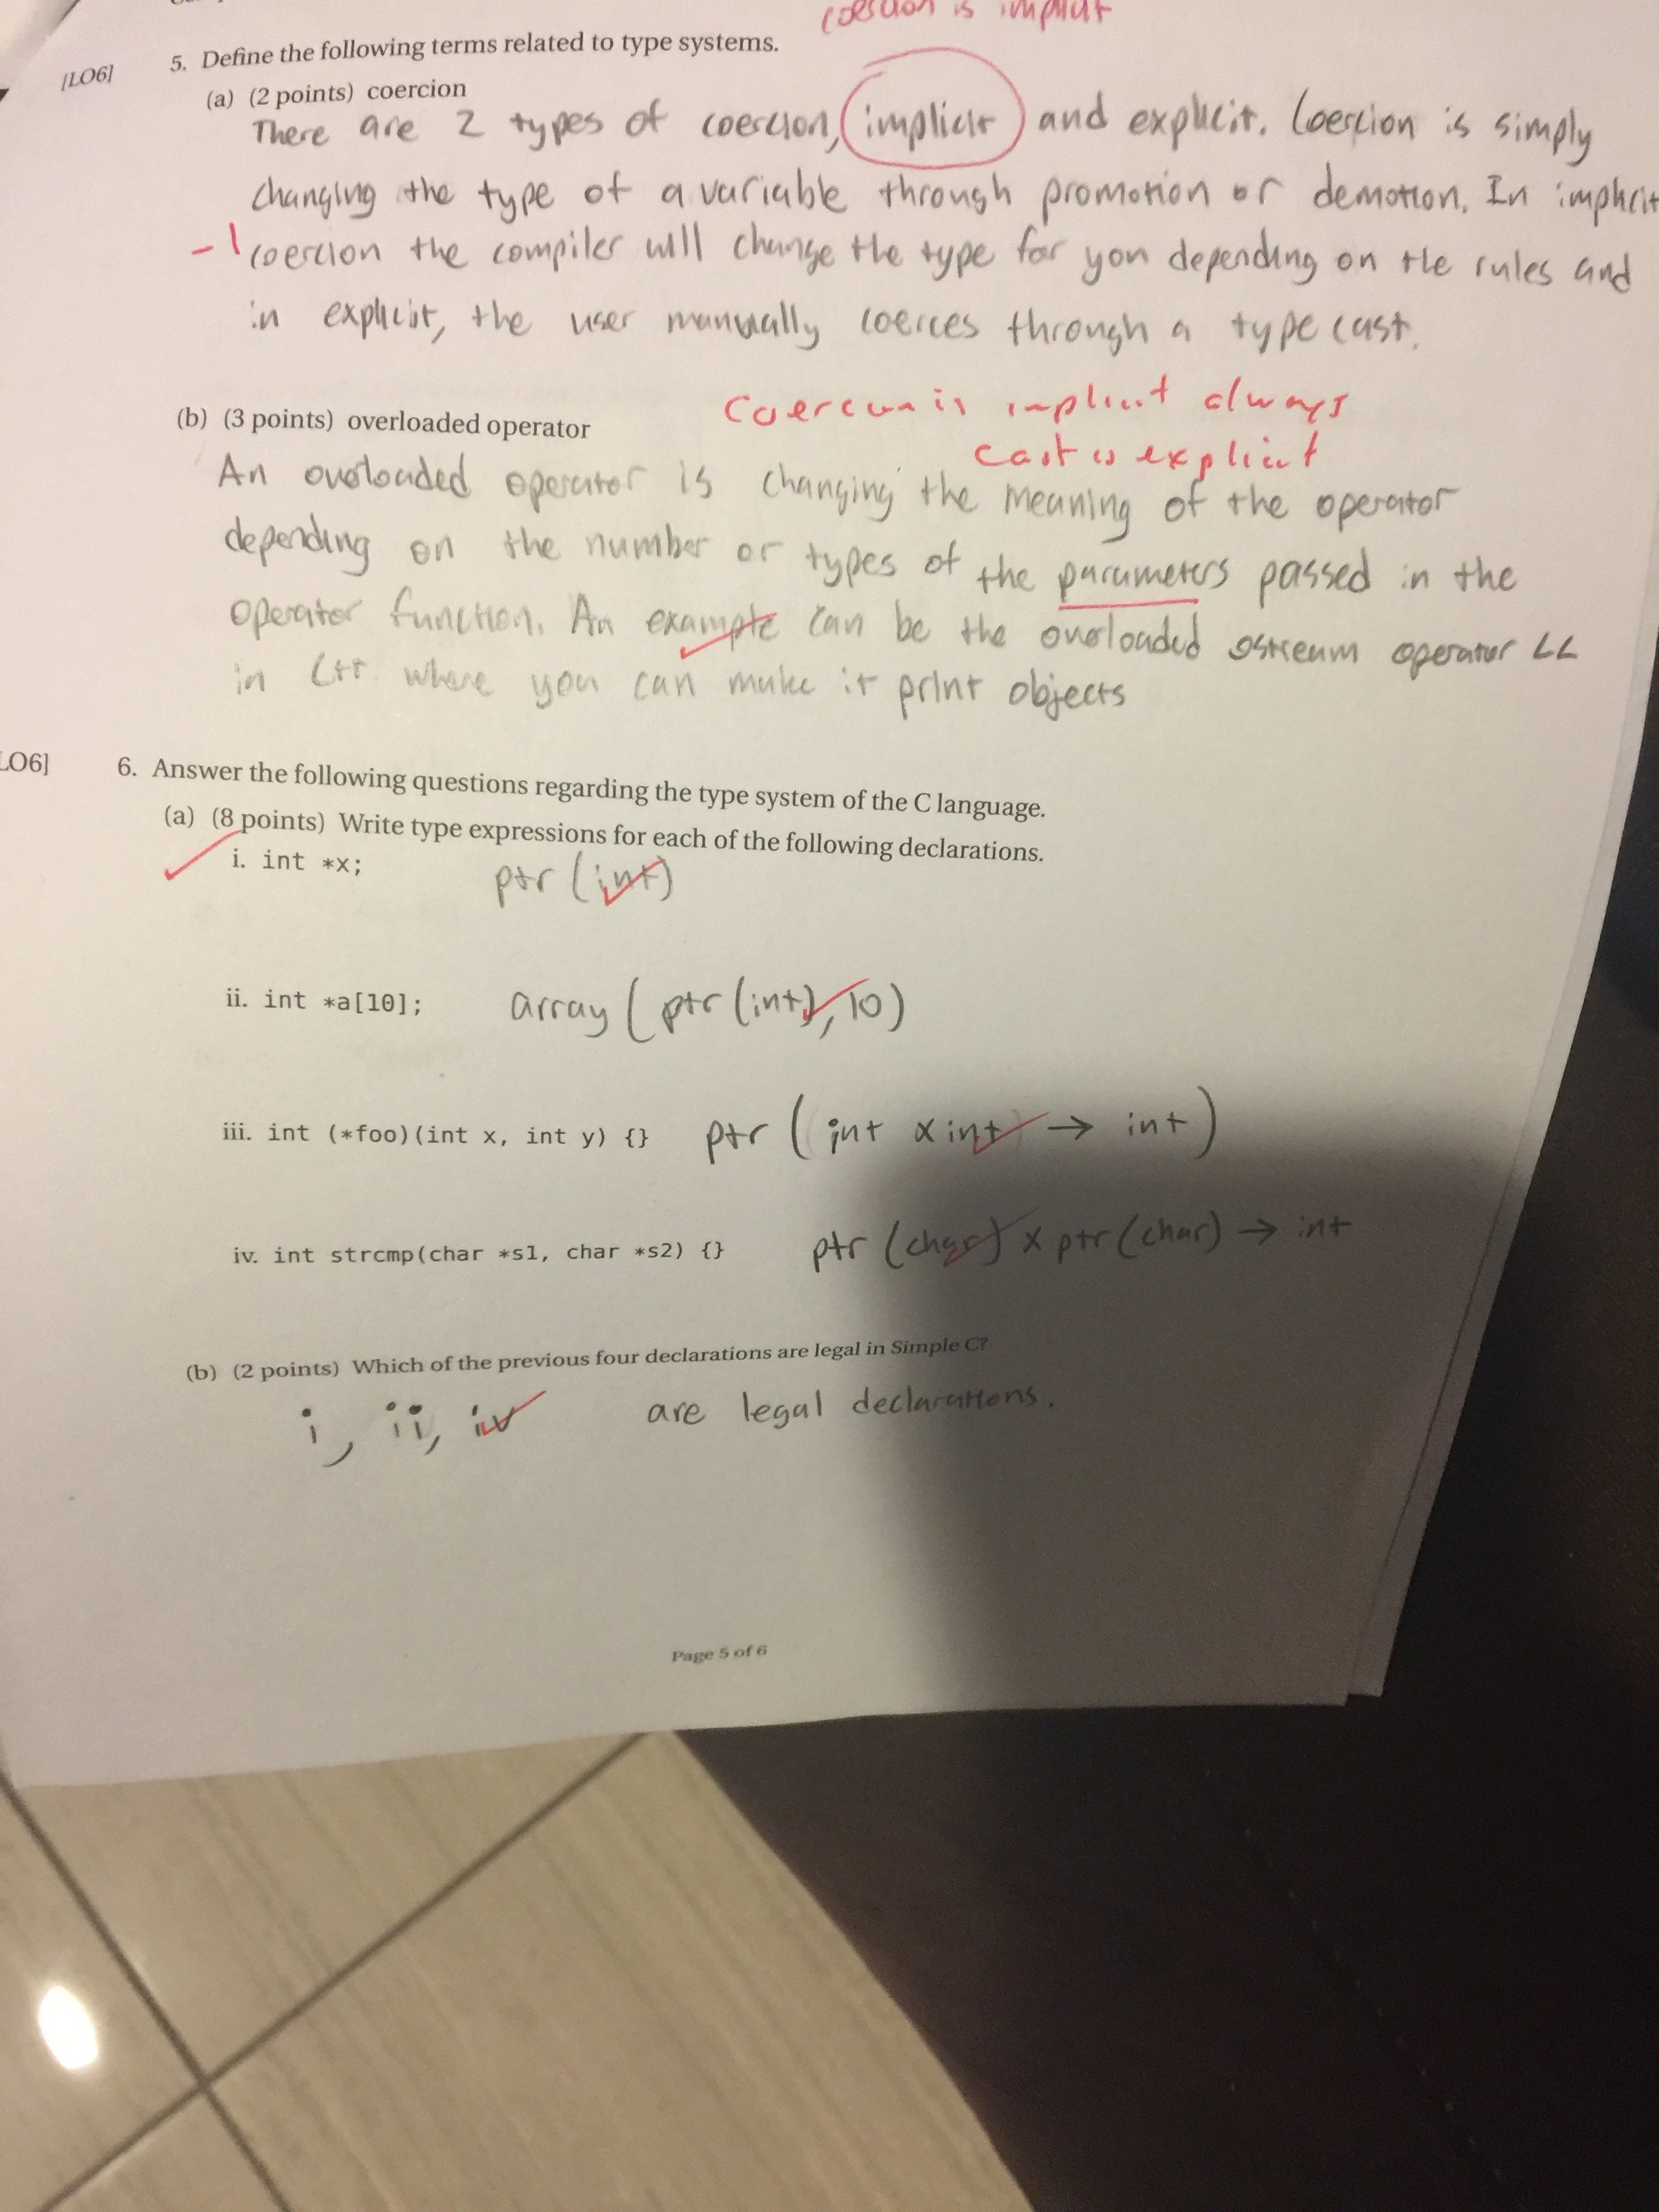 coercion is implicit
[LO6] 5. Define the following terms related to type systems.
(a) (2 points) coercion
There are 2 types of coercion, implicit and explicit. Coercion is simply
changing the type of a variable through promotion or demotion. In implicit
-1 coercion the compiler will change the type for you depending on the rules and
in explicit, the user manually coerces through a type cast.
coercion is implicit always
cast is explicit
(b) (3 points) overloaded operator
An overloaded operator is changing the meaning of the operator
depending on the number or types of the parameters passed in the
operator function. An example can be the overloaded ostream operator <<
in C++ where you can make it print objects
LO6] 6. Answer the following questions regarding the type system of the C language.
(a) (8 points) Write type expressions for each of the following declarations.
i. int *x; ptr (int)
ii. int *a[10]; array (ptr (int), 10)
iii. int (*foo)(int x, int y) {} ptr (int x int → int)
iv. int strcmp(char *s1, char *s2) {} ptr (char) x ptr (char) → int
(b) (2 points) Which of the previous four declarations are legal in Simple C?
i, ii, iv are legal declarations.
Page 5 of 6